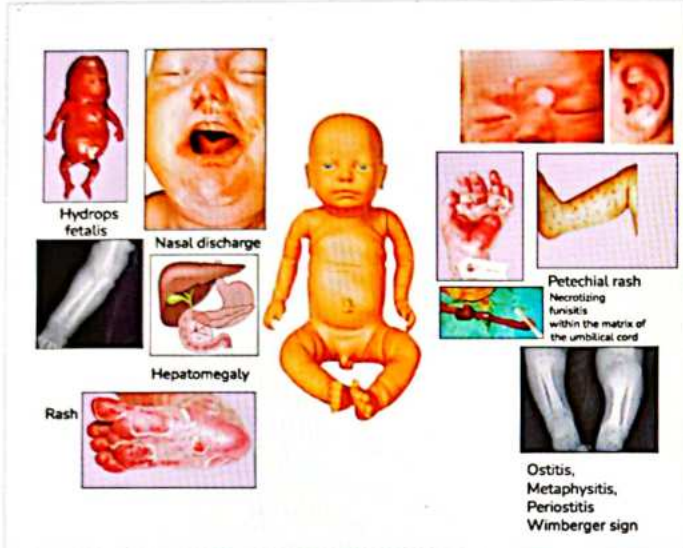 Hydrops
fetalis
Nasal discharge
Hepatomegaly
Rash
Petechial rash
Necrotizing
funisitis
within the matrix of
the umbilical cord
Ostitis,
Metaphysitis,
Periostitis
Wimberger sign